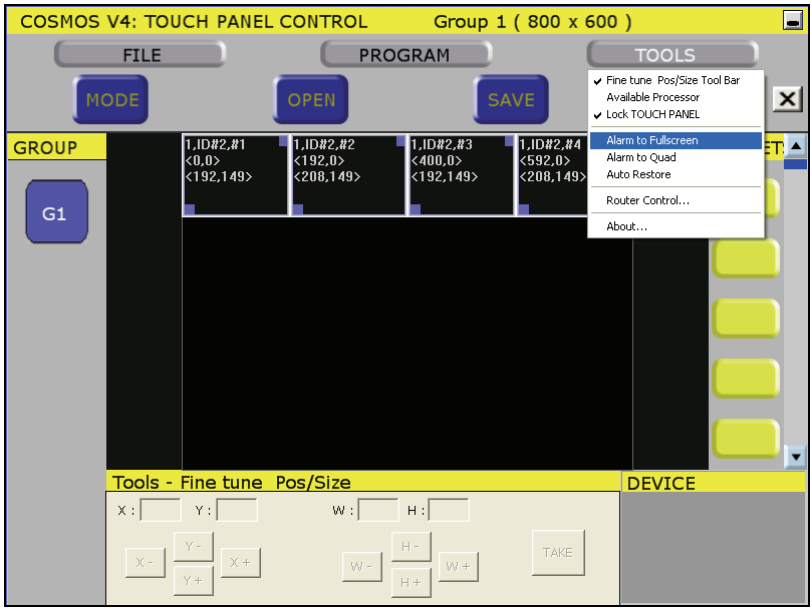 COSMOS V4: TOUCH PANEL CONTROL Group 1 ( 800 x 600 )
FILE PROGRAM TOOLS
MODE OPEN SAVE
Fine tune Pos/Size Tool Bar
Available Processor
Lock TOUCH PANEL
Alarm to Fullscreen
Alarm to Quad
Auto Restore
Router Control...
About...
GROUP
G1
1,ID#2,#1
<0,0>
<192,149>
1,ID#2,#2
<192,0>
<208,149>
1,ID#2,#3
<400,0>
<192,149>
1,ID#2,#4
<592,0>
<208,149>
Tools - Fine tune Pos/Size
X : Y : W : H :
X - Y - X + Y +
W - H - W + H +
TAKE
DEVICE